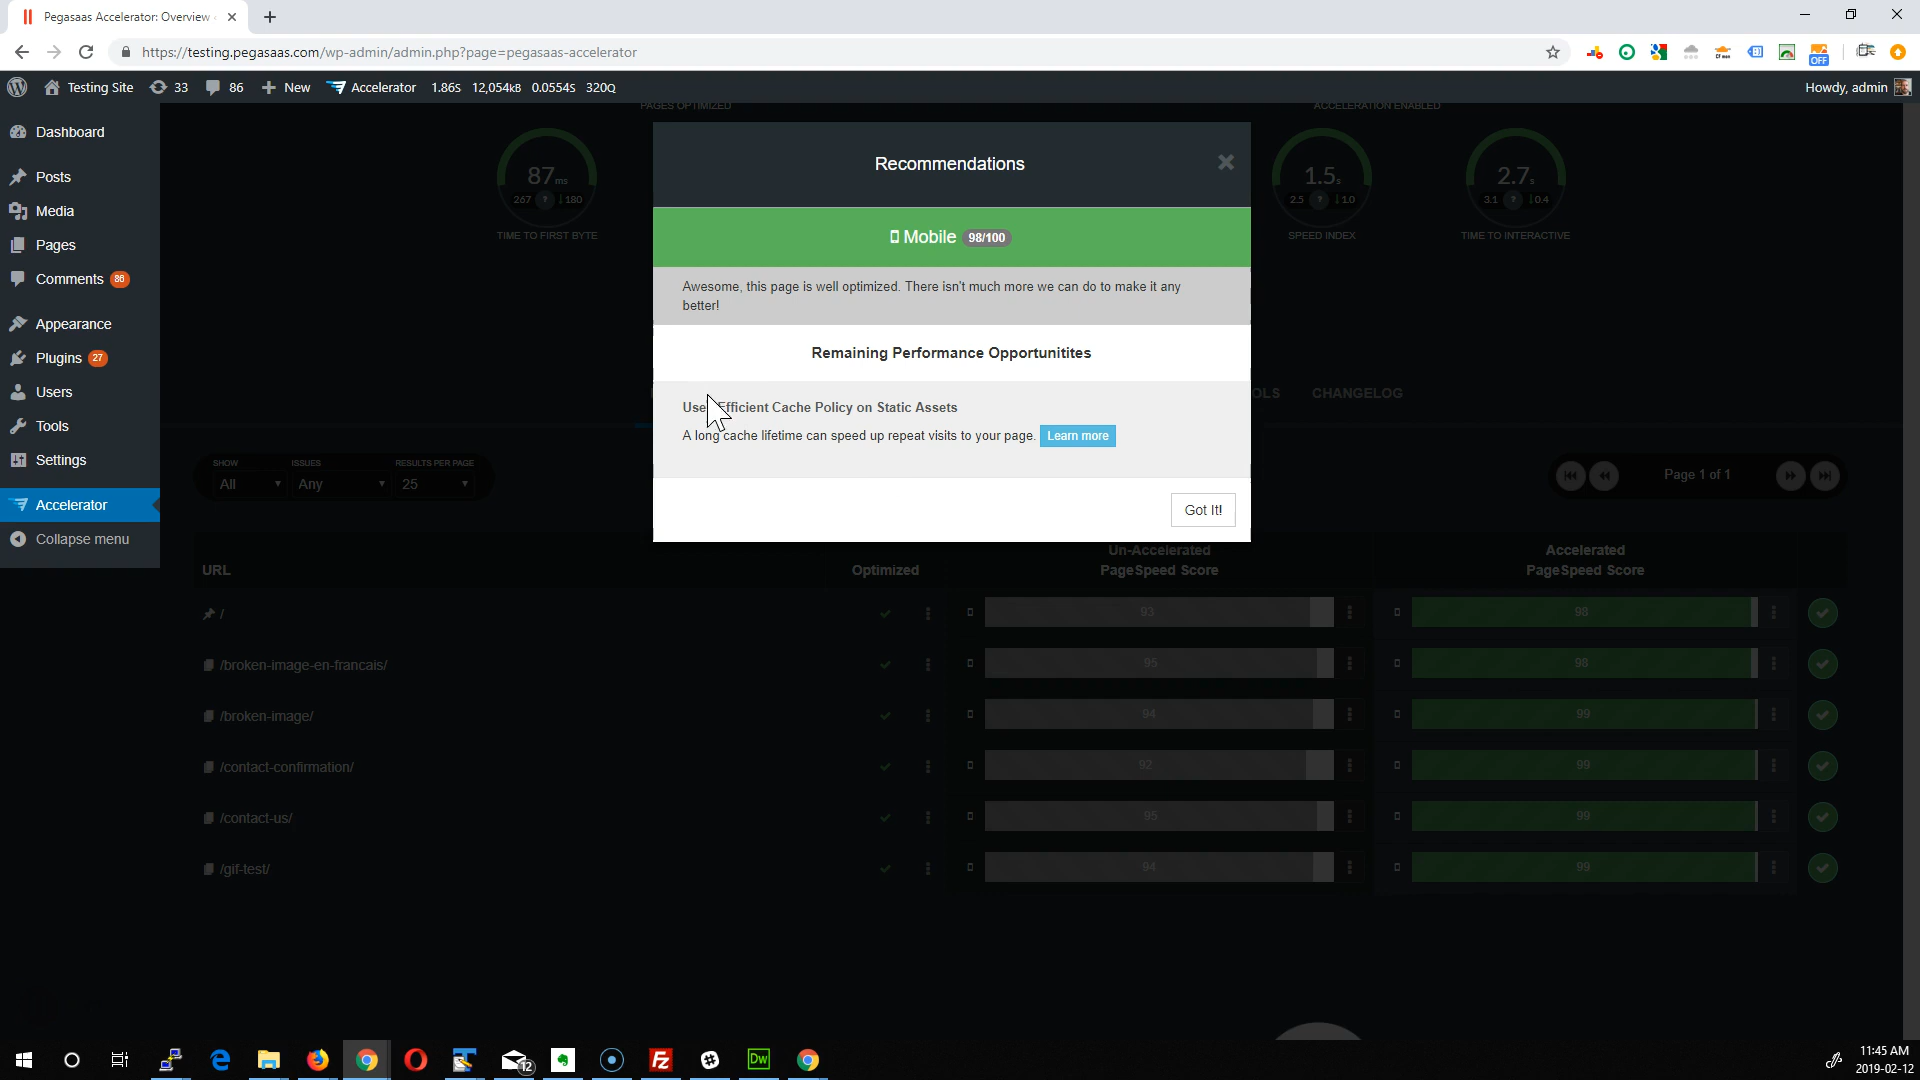 Pegasaas Accelerator: Overview
https://testing.pegasaas.com/wp-admin/admin.php?page=pegasaas-accelerator
OFF
Testing Site 33 86 New Accelerator 1.86s 12,054kB 0.0554s 320Q
Howdy, admin
Dashboard
Posts
Media
Pages
Comments 86
Appearance
Plugins 27
Users
Tools
Settings
Accelerator
Collapse menu
PAGES OPTIMIZED
ACCELERATION ENABLED
87ms
267 ? 180
TIME TO FIRST BYTE
1.5s
2.5 ? 1.0
SPEED INDEX
2.7s
3.1 ? 0.4
TIME TO INTERACTIVE
Recommendations
Mobile 98/100
Awesome, this page is well optimized. There isn't much more we can do to make it any
better!
Remaining Performance Opportunitites
Use Efficient Cache Policy on Static Assets
A long cache lifetime can speed up repeat visits to your page. Learn more
Got It!
CHANGELOG
SHOW
All
ISSUES
Any
RESULTS PER PAGE
25
Page 1 of 1
URL
Optimized
Un-Accelerated
PageSpeed Score
Accelerated
PageSpeed Score
/ 93 98
/broken-image-en-francais/ 95 98
/broken-image/ 94 99
/contact-confirmation/ 92 99
/contact-us/ 95 99
/gif-test/ 94 99
12
Fz
Dw
11:45 AM
2019-02-12